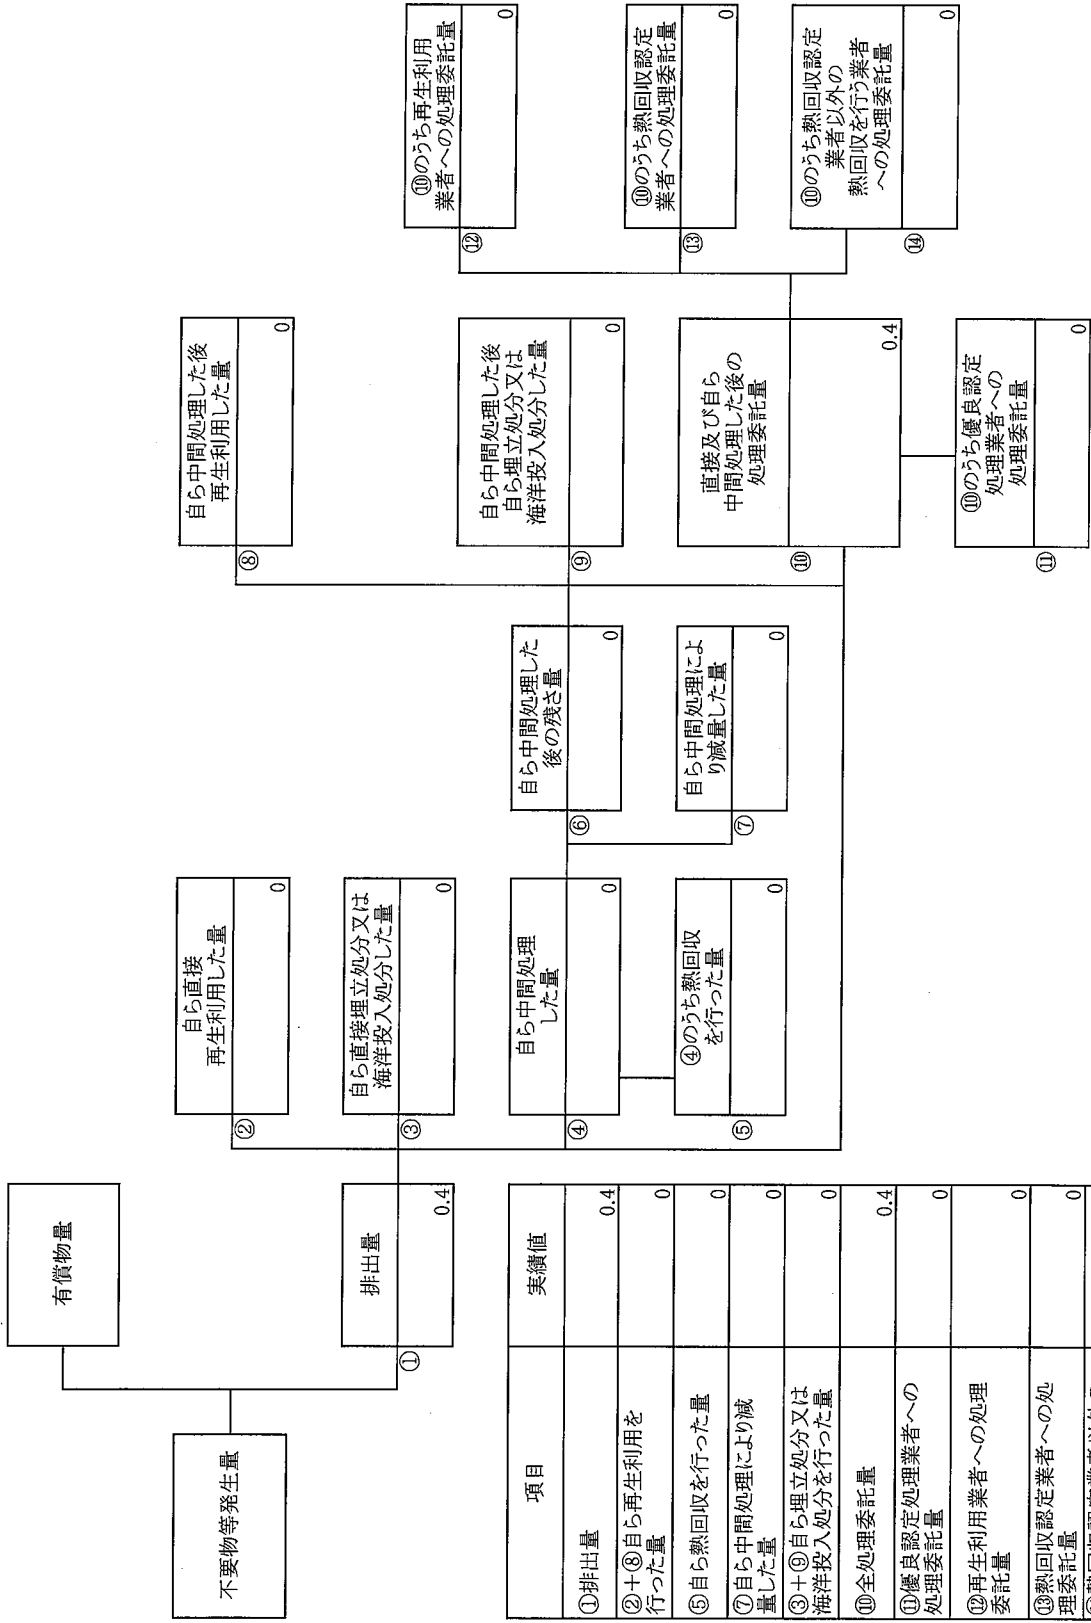 不要物等発生量
有償物量
①
排出量
0.4
②
自ら直接
再生利用した量
0
③
自ら直接埋立処分又は
海洋投入処分した量
0
④
自ら中間処理
した量
0
⑤
④のうち熱回収
を行った量
0
⑥
自ら中間処理した
後の残さ量
0
⑦
自ら中間処理によ
り減量した量
0
⑧
自ら中間処理した後
再生利用した量
0
⑨
自ら中間処理した後
自ら埋立処分又は
海洋投入処分した量
0
⑩
直接及び自ら
中間処理した後の
処理委託量
0.4
⑪
⑩のうち優良認定
処理業者への
処理委託量
0
⑫
⑩のうち再生利用
業者への処理委託量
0
⑬
⑩のうち熱回収認定
業者への処理委託量
0
⑭
⑩のうち熱回収認定
業者以外の
熱回収を行う業者
への処理委託量
0
項目
実績値
①排出量
0.4
②+⑧自ら再生利用を
行った量
0
⑤自ら熱回収を行った量
0
⑦自ら中間処理により減
量した量
0
③+⑨自ら埋立処分又は
海洋投入処分を行った量
0
⑩全処理委託量
0.4
⑪優良認定処理業者への
処理委託量
0
⑫再生利用業者への処理
委託量
0
⑬熱回収認定業者への処
理委託量
0